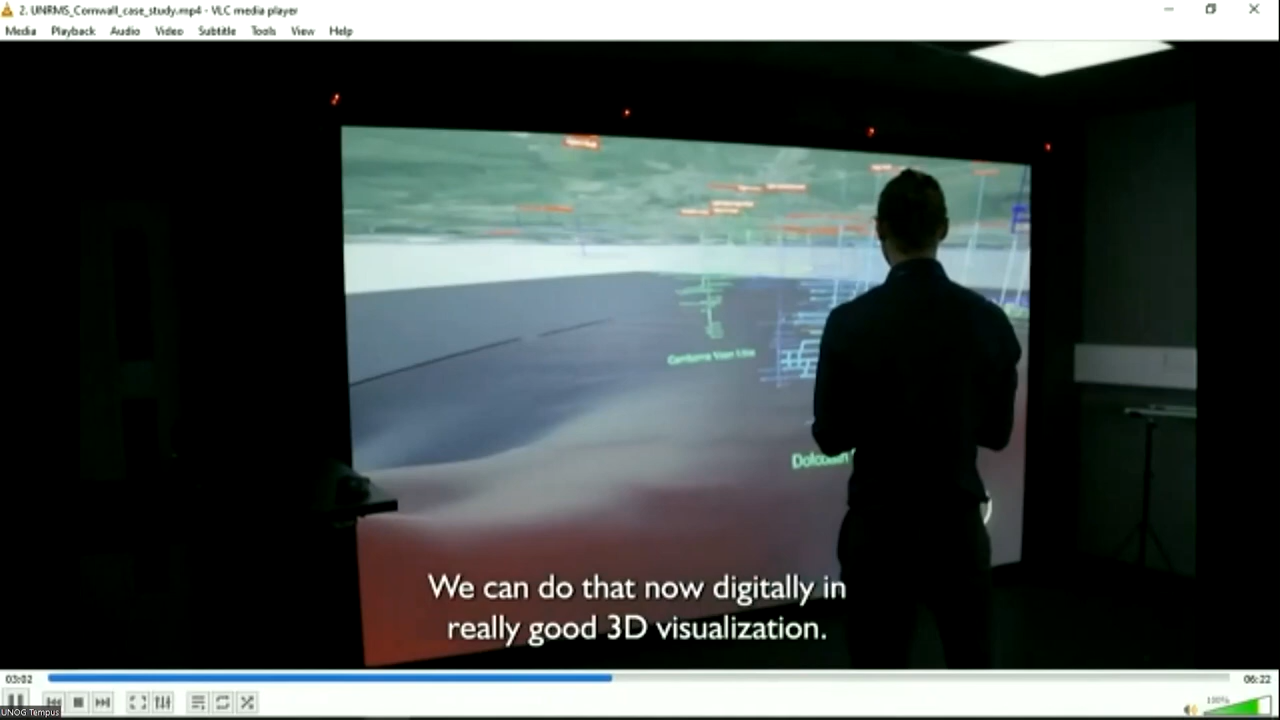 2. UNRMS_Cornwall_case_study.mp4 - VLC media player
Media Playback Audio Video Subtitle Tools View Help
We can do that now digitally in
really good 3D visualization.
03:02
06:22
100%
UNOG Tempus